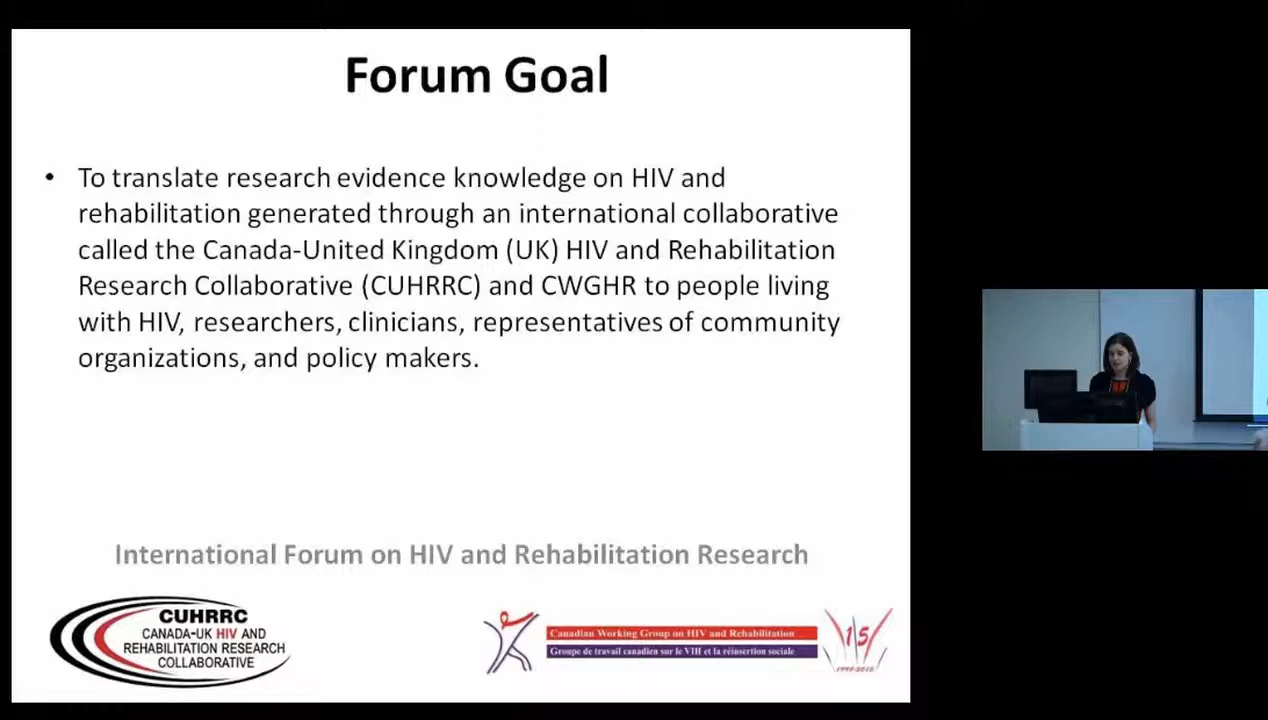 Forum Goal
• To translate research evidence knowledge on HIV and
rehabilitation generated through an international collaborative
called the Canada-United Kingdom (UK) HIV and Rehabilitation
Research Collaborative (CUHRRC) and CWGHR to people living
with HIV, researchers, clinicians, representatives of community
organizations, and policy makers.
International Forum on HIV and Rehabilitation Research
CUHRRC
CANADA-UK HIV AND
REHABILITATION RESEARCH
COLLABORATIVE
Canadian Working Group on HIV and Rehabilitation
Groupe de travail canadien sur le VIH et la réinsertion sociale
15